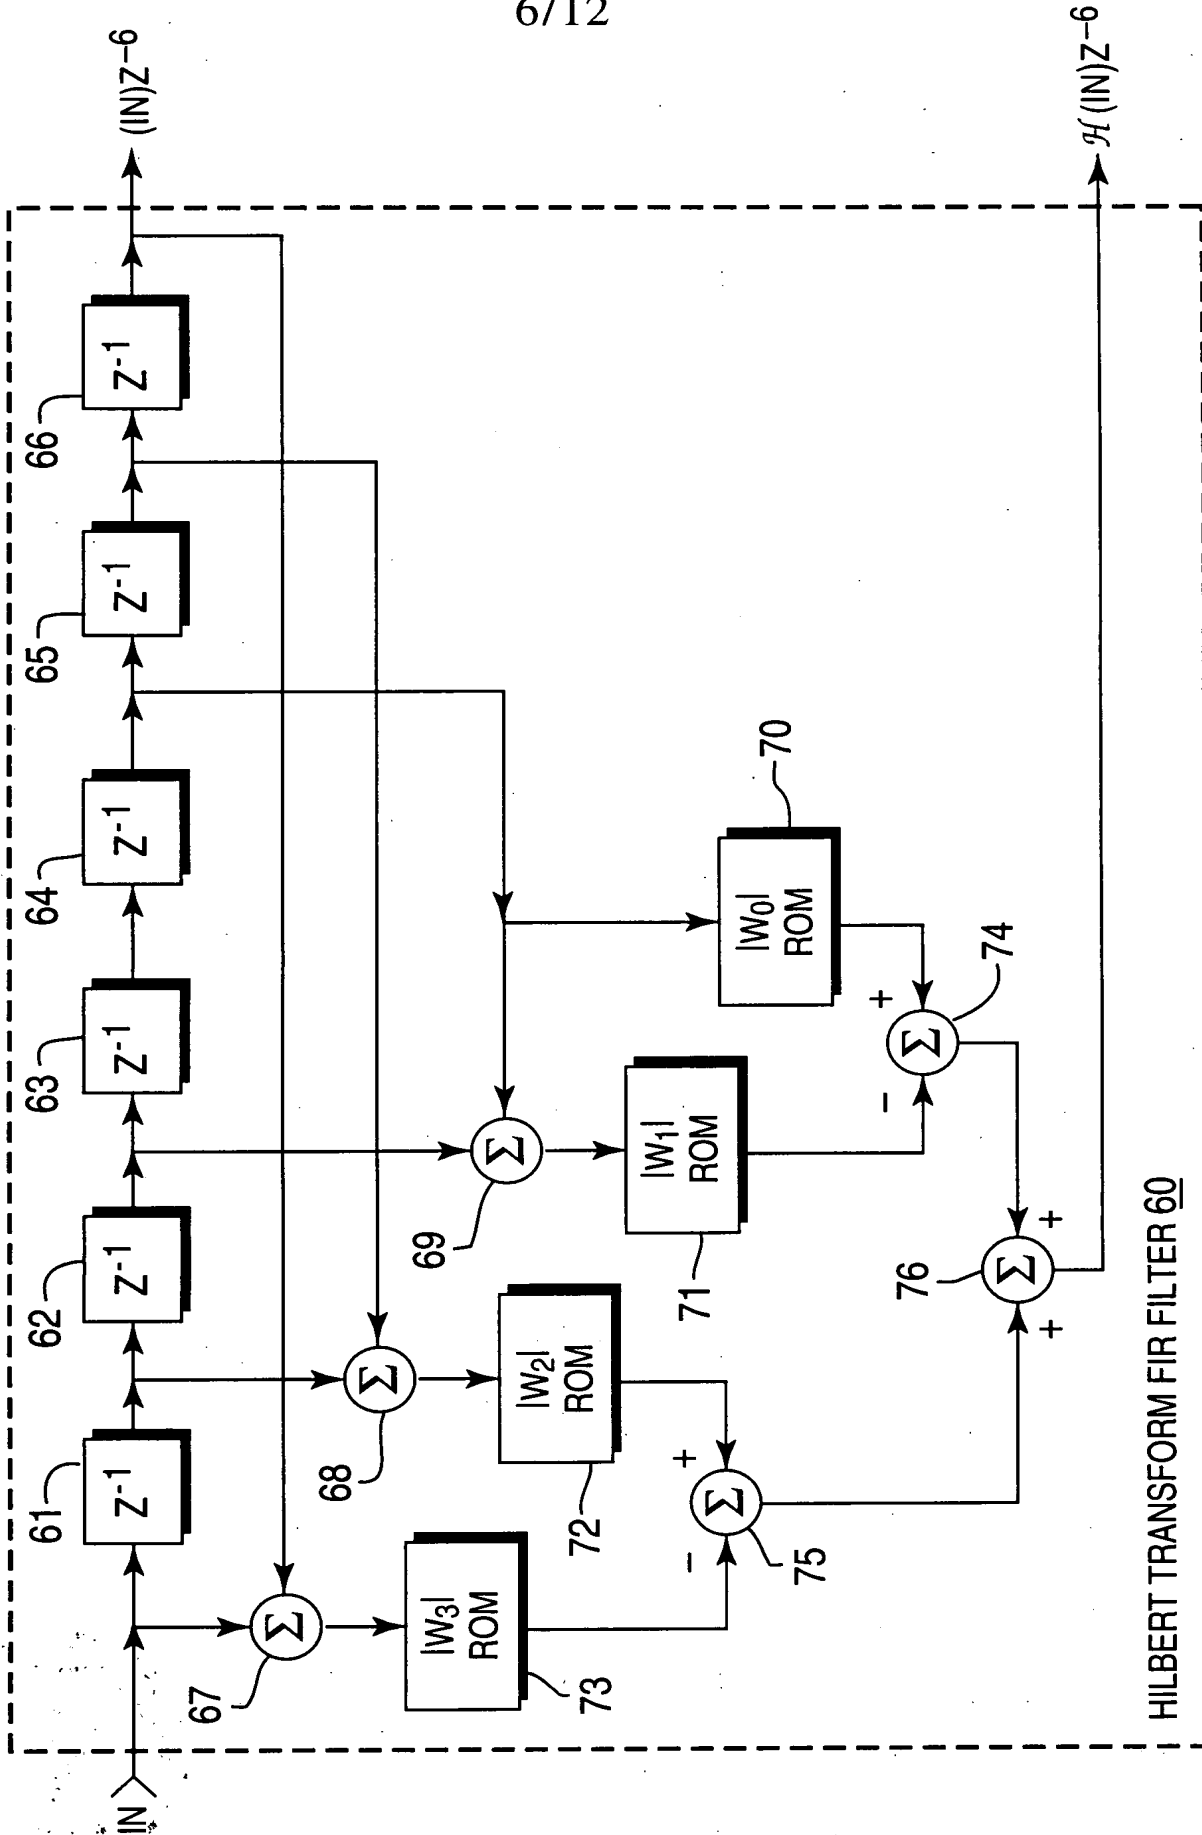 6/12
IN
61
Z⁻¹
62
Z⁻¹
63
Z⁻¹
64
Z⁻¹
65
Z⁻¹
66
Z⁻¹
(IN)Z⁻⁶
67
Σ
68
Σ
69
Σ
|W₃|
ROM
73
|W₂|
ROM
72
|W₁|
ROM
71
|W₀|
ROM
70
-
+
Σ
75
-
+
Σ
74
76
Σ
+
+
ℋ (IN)Z⁻⁶
HILBERT TRANSFORM FIR FILTER 60